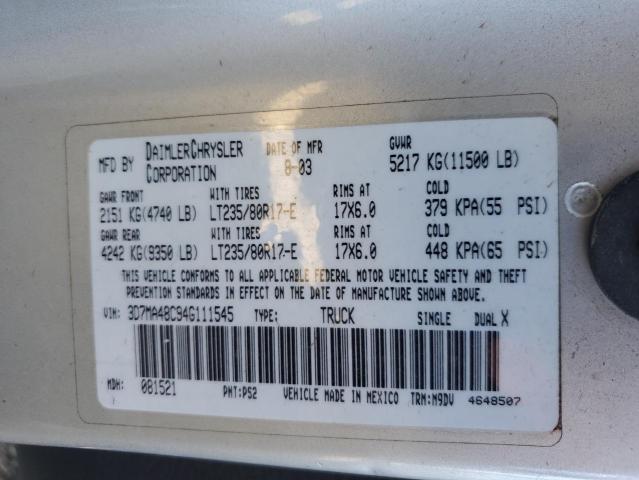 MFD BY DAIMLERCHRYSLER CORPORATION DATE OF MFR 8-03 GVWR 5217 KG(11500 LB)
GAWR FRONT WITH TIRES RIMS AT COLD
2151 KG(4740 LB) LT235/80R17-E 17X6.0 379 KPA(55 PSI)
GAWR REAR WITH TIRES RIMS AT COLD
4242 KG(9350 LB) LT235/80R17-E 17X6.0 448 KPA(65 PSI)
THIS VEHICLE CONFORMS TO ALL APPLICABLE FEDERAL MOTOR VEHICLE SAFETY AND THEFT
PREVENTION STANDARDS IN EFFECT ON THE DATE OF MANUFACTURE SHOWN ABOVE.
VIN: 3D7MA48C94G111545 TYPE: TRUCK SINGLE DUAL X
MDH: 081521 PNT:PS2 VEHICLE MADE IN MEXICO TRM:M9DV 4648507